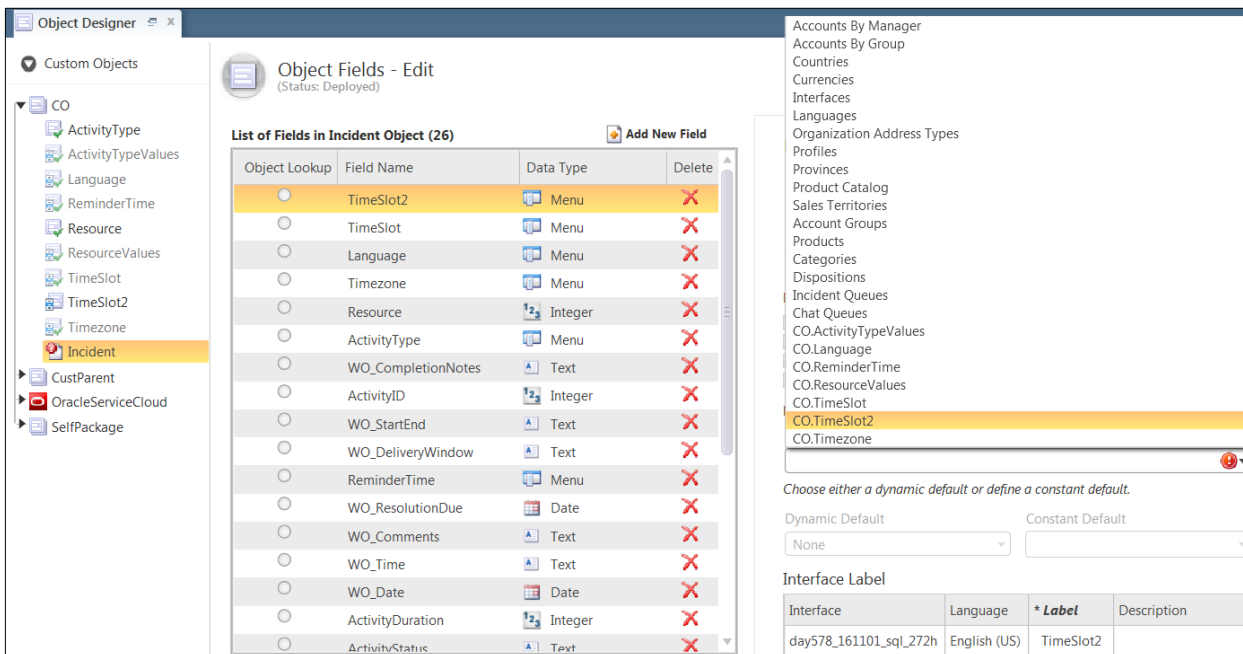 Object Designer
Custom Objects
CO
ActivityType
ActivityTypeValues
Language
ReminderTime
Resource
ResourceValues
TimeSlot
TimeSlot2
Timezone
Incident
CustParent
OracleServiceCloud
SelfPackage
Object Fields - Edit
(Status: Deployed)
List of Fields in Incident Object (26)
Add New Field
Object Lookup Field Name Data Type Delete
TimeSlot2 Menu
TimeSlot Menu
Language Menu
Timezone Menu
Resource Integer
ActivityType Menu
WO_CompletionNotes Text
ActivityID Integer
WO_StartEnd Text
WO_DeliveryWindow Text
ReminderTime Menu
WO_ResolutionDue Date
WO_Comments Text
WO_Time Text
WO_Date Date
ActivityDuration Integer
ActivityStatus Text
Accounts By Manager
Accounts By Group
Countries
Currencies
Interfaces
Languages
Organization Address Types
Profiles
Provinces
Product Catalog
Sales Territories
Account Groups
Products
Categories
Dispositions
Incident Queues
Chat Queues
CO.ActivityTypeValues
CO.Language
CO.ReminderTime
CO.ResourceValues
CO.TimeSlot
CO.TimeSlot2
CO.Timezone
Choose either a dynamic default or define a constant default.
Dynamic Default Constant Default
None
Interface Label
Interface Language * Label Description
day578_161101_sql_272h English (US) TimeSlot2